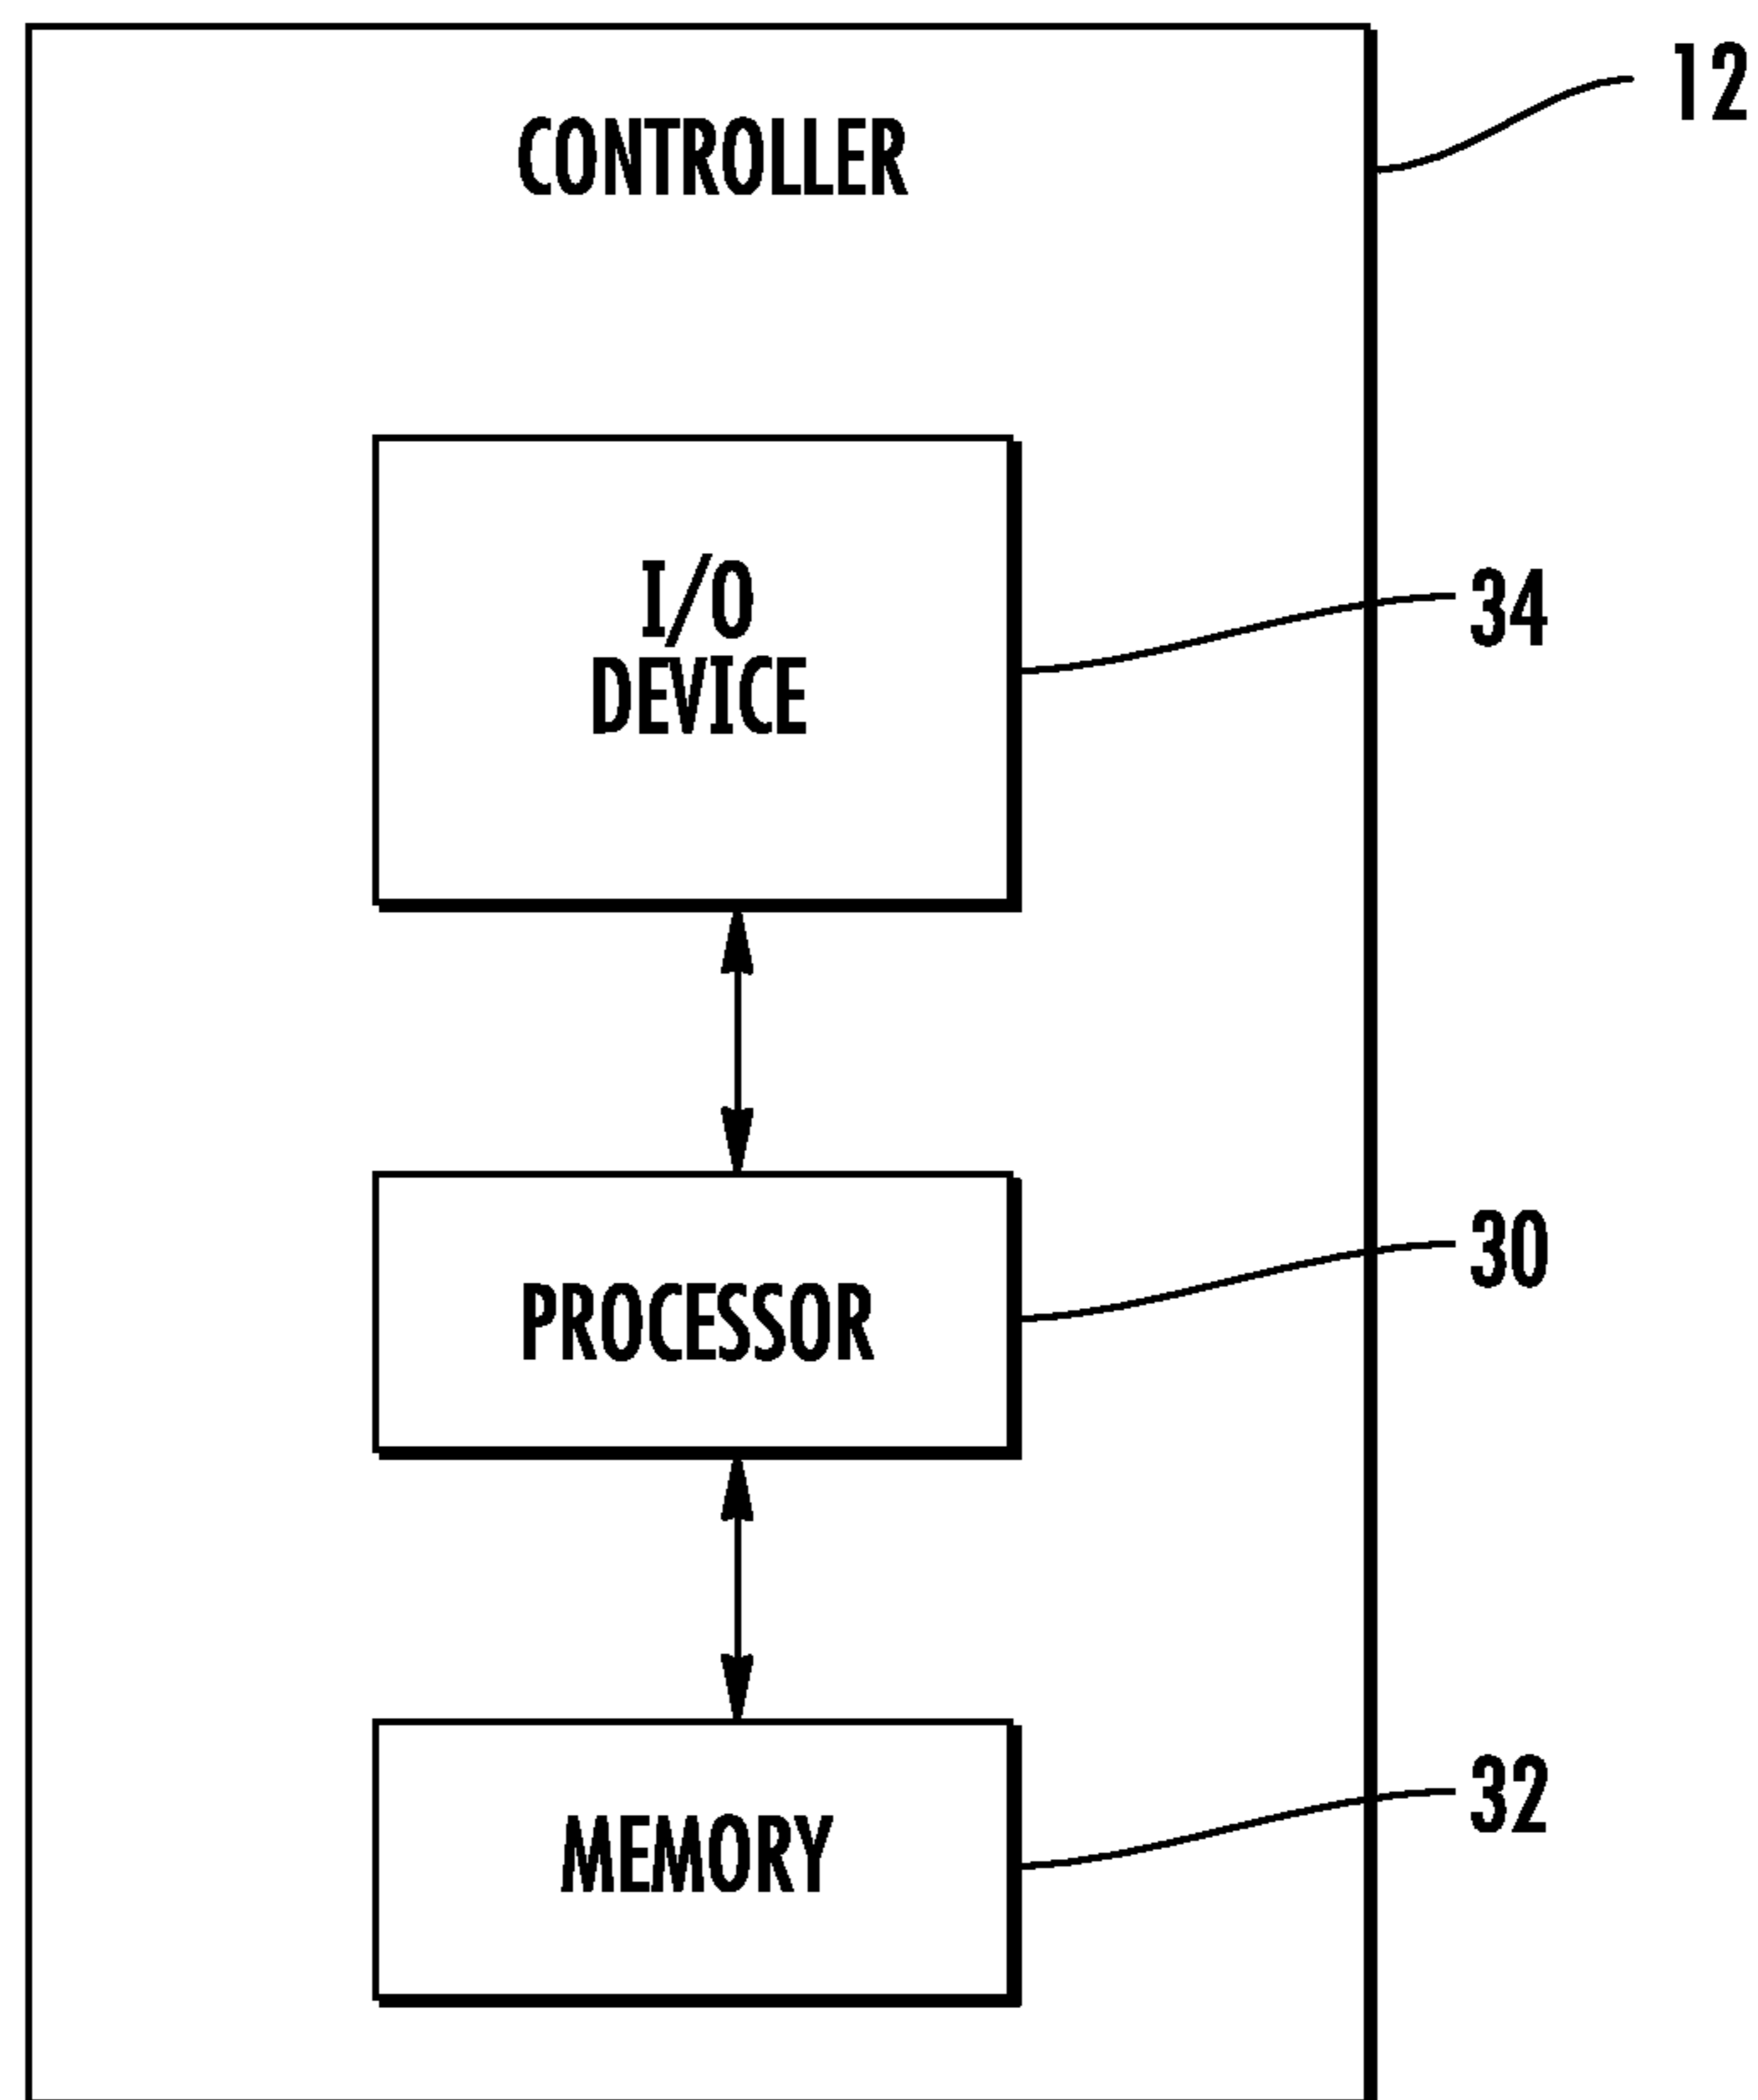 CONTROLLER
12
I/O
DEVICE
34
PROCESSOR
30
MEMORY
32